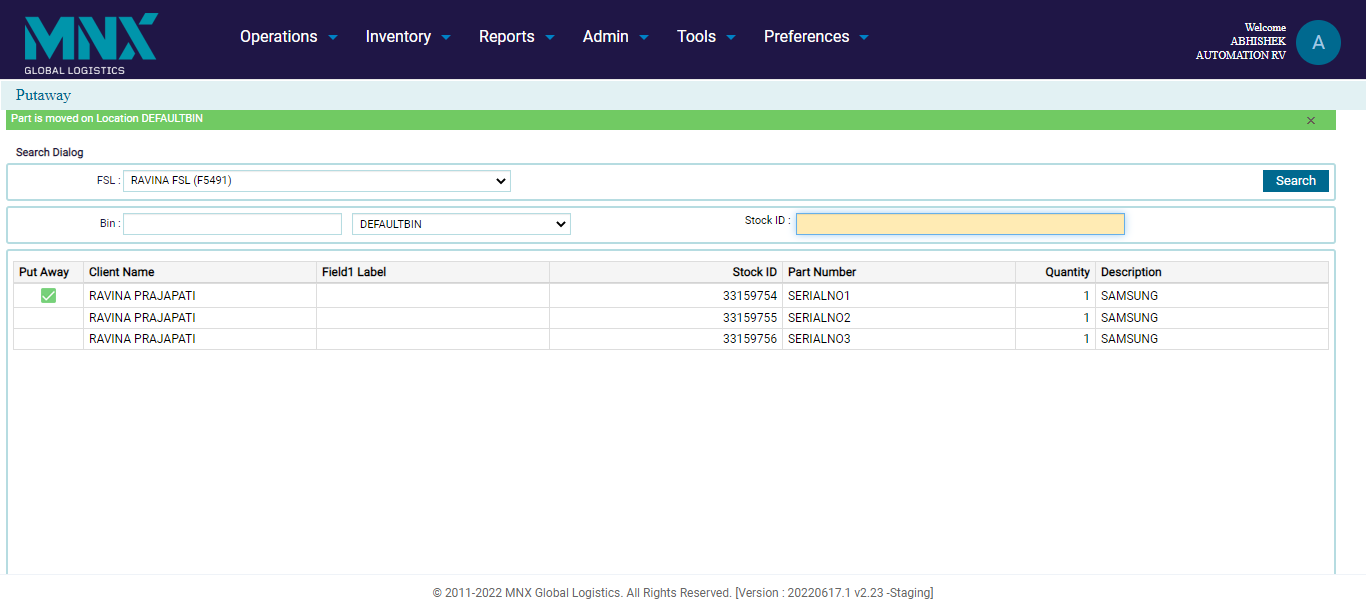 MNX
GLOBAL LOGISTICS
Operations Inventory Reports Admin Tools Preferences
Welcome
ABHISHEK
AUTOMATION RV
A
Putaway
Part is moved on Location DEFAULTBIN ×
Search Dialog
FSL : RAVINA FSL (F5491) Search
Bin : DEFAULTBIN Stock ID :
Put Away Client Name Field1 Label Stock ID Part Number Quantity Description
RAVINA PRAJAPATI 33159754 SERIALNO1 1 SAMSUNG
RAVINA PRAJAPATI 33159755 SERIALNO2 1 SAMSUNG
RAVINA PRAJAPATI 33159756 SERIALNO3 1 SAMSUNG
© 2011-2022 MNX Global Logistics. All Rights Reserved. [Version : 20220617.1 v2.23 -Staging]